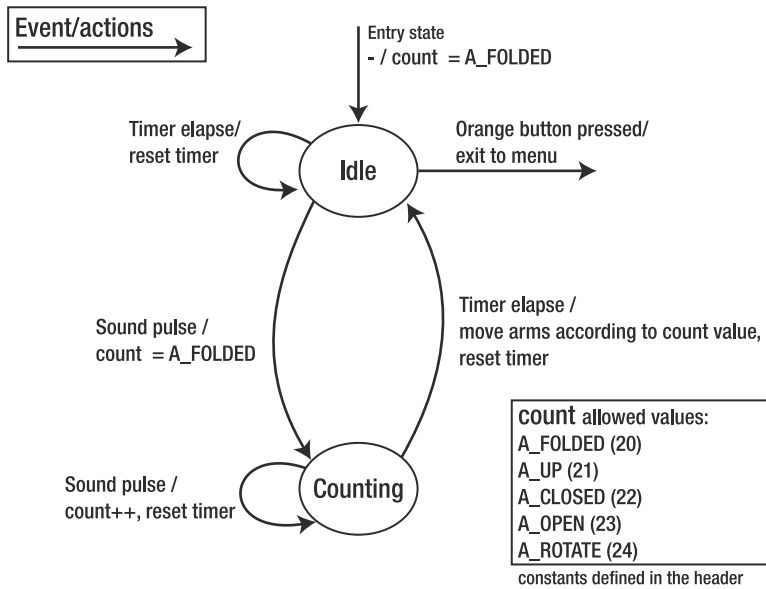 Event/actions
Entry state
- / count = A_FOLDED
Timer elapse/
reset timer
Orange button pressed/
exit to menu
Idle
Sound pulse /
count = A_FOLDED
Timer elapse /
move arms according to count value,
reset timer
Sound pulse /
count++, reset timer
Counting
count allowed values:
A_FOLDED (20)
A_UP (21)
A_CLOSED (22)
A_OPEN (23)
A_ROTATE (24)
constants defined in the header